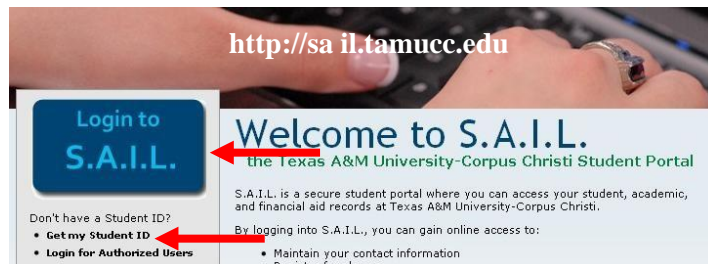 http://sa il.tamucc.edu
Login to
S.A.I.L.
Don't have a Student ID?
• Get my Student ID
• Login for Authorized Users
Welcome to S.A.I.L.
the Texas A&M University-Corpus Christi Student Portal
S.A.I.L. is a secure student portal where you can access your student, academic,
and financial aid records at Texas A&M University-Corpus Christi.
By logging into S.A.I.L., you can gain online access to:
• Maintain your contact information